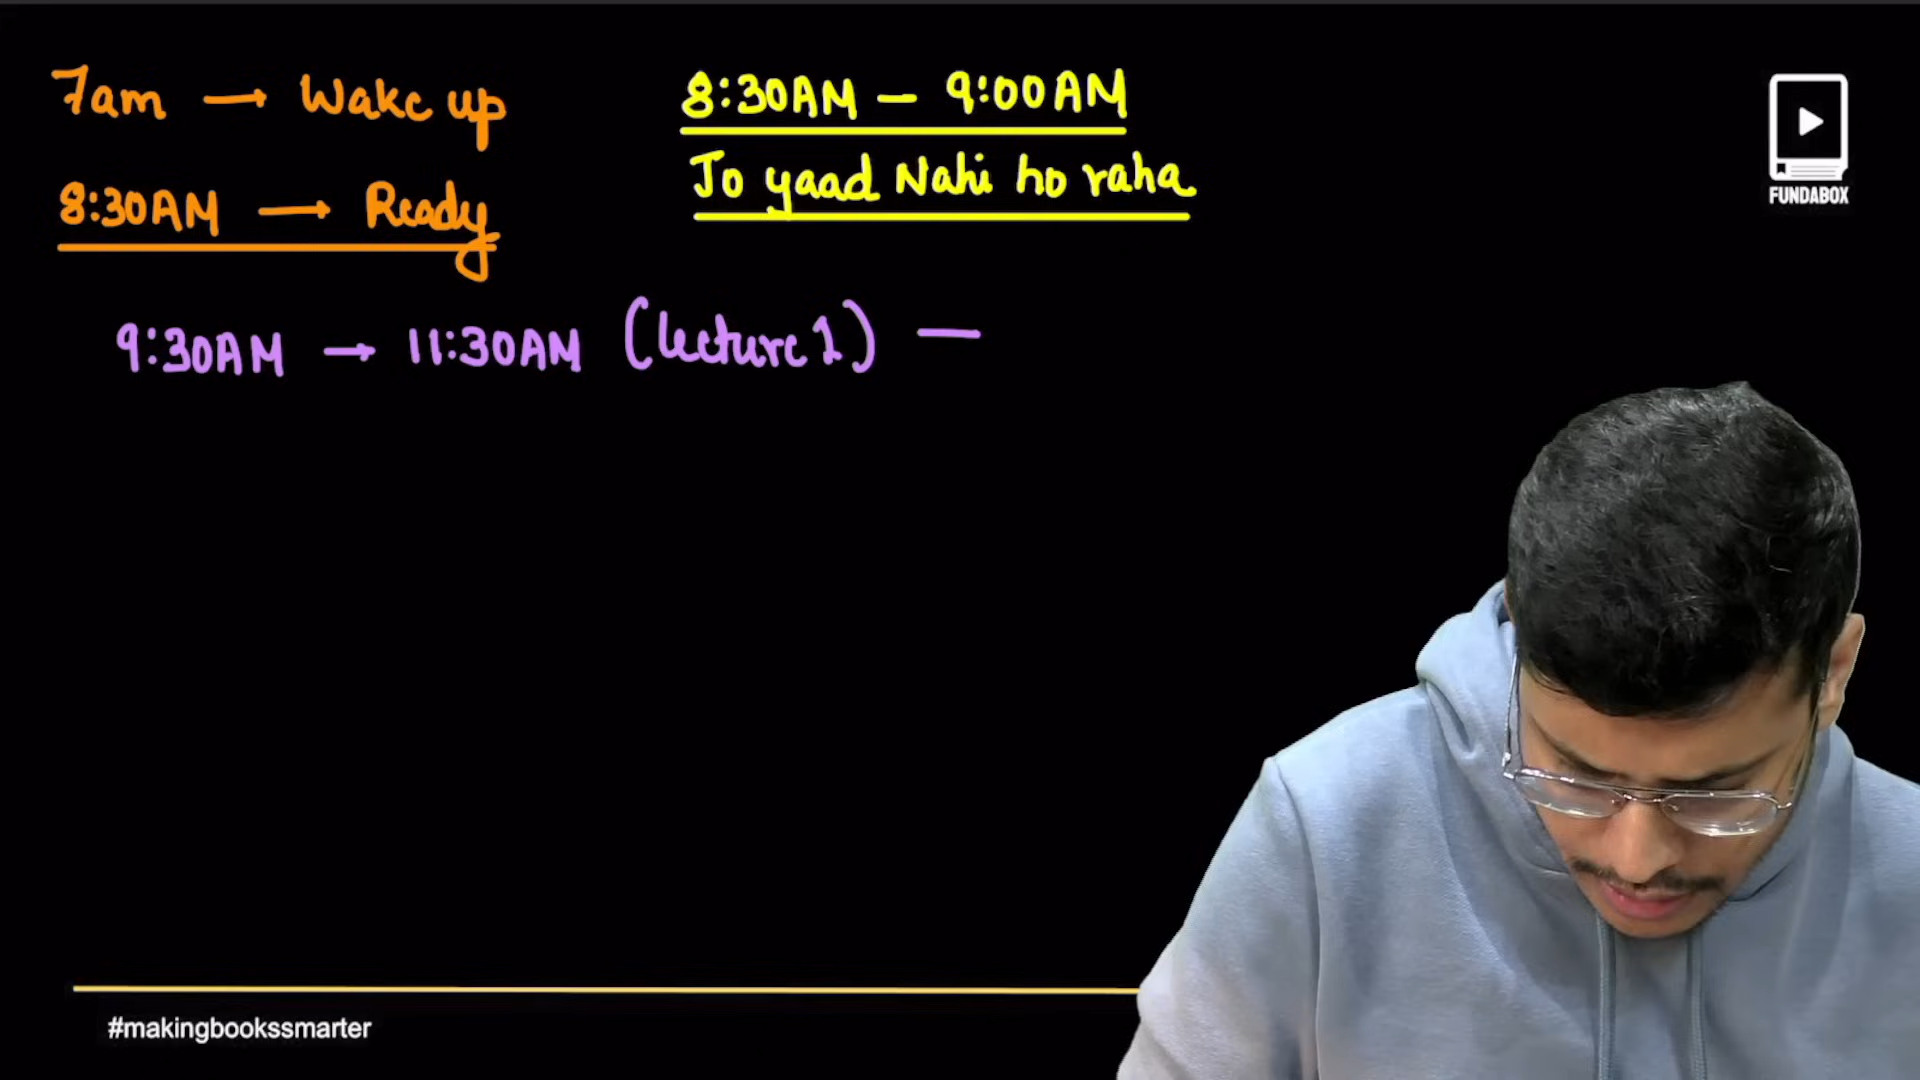 7am → Wake up
8:30AM → Ready
8:30AM – 9:00AM
Jo yaad Nahi ho raha
FUNDABOX
9:30AM → 11:30AM (lecture 1) —
#makingbookssmarter